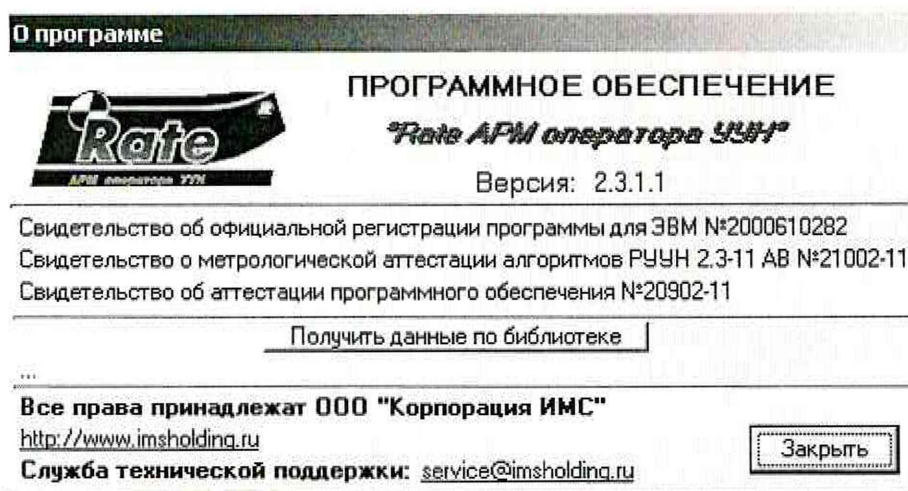 О программе
ПРОГРАММНОЕ ОБЕСПЕЧЕНИЕ
Rate
"Rate АРМ оператора УУН"
АРМ оператора УУН
Версия: 2.3.1.1
Свидетельство об официальной регистрации программы для ЭВМ №2000610282
Свидетельство о метрологической аттестации алгоритмов РУУН 2.3-11 АВ №21002-11
Свидетельство об аттестации программного обеспечения №20902-11
Получить данные по библиотеке
...
Все права принадлежат ООО "Корпорация ИМС"
http://www.imsholding.ru
Закрыть
Служба технической поддержки: service@imsholding.ru